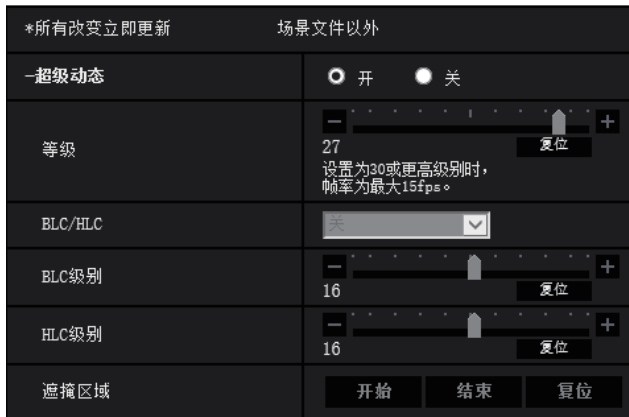 *所有改变立即更新 场景文件以外
-超级动态 开 关
等级 27 复位
设置为30或更高级别时,
帧率为最大15fps。
BLC/HLC 关
BLC级别 16 复位
HLC级别 16 复位
遮掩区域 开始 结束 复位